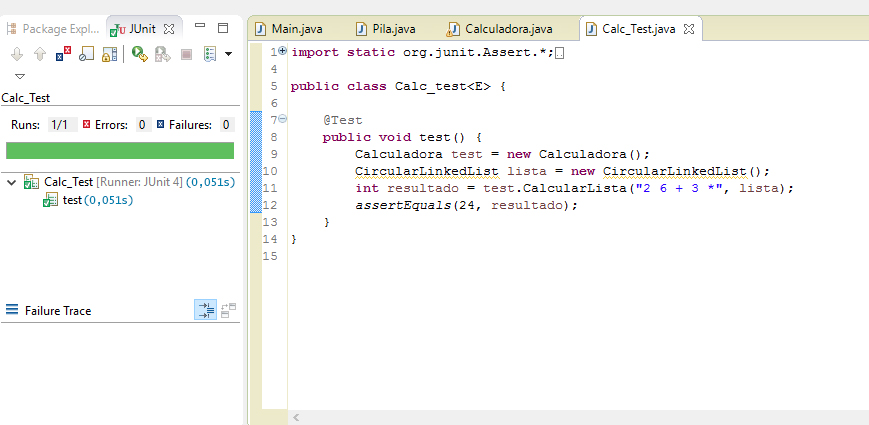 Package Expl... JUnit
Calc_Test
Runs: 1/1 Errors: 0 Failures: 0
Calc_Test [Runner: JUnit 4] (0,051s)
test (0,051s)
Failure Trace
Main.java Pila.java Calculadora.java Calc_Test.java
1 import static org.junit.Assert.*;
4
5 public class Calc_test<E> {
6
7 @Test
8 public void test() {
9 Calculadora test = new Calculadora();
10 CircularLinkedList lista = new CircularLinkedList();
11 int resultado = test.CalcularLista("2 6 + 3 *", lista);
12 assertEquals(24, resultado);
13 }
14 }
15